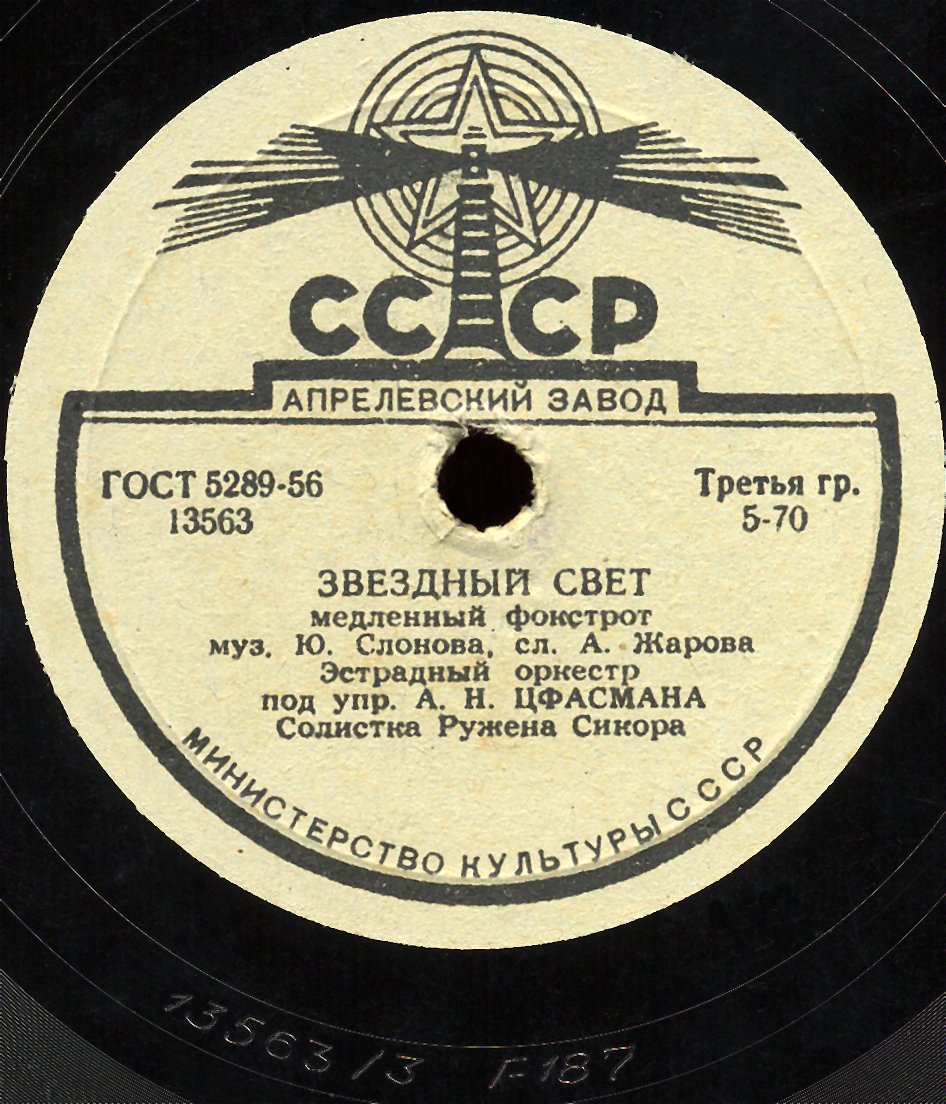 СССР
АПРЕЛЕВСКИЙ ЗАВОД
ГОСТ 5289-56
13563
Третья гр.
5-70
ЗВЕЗДНЫЙ СВЕТ
медленный фокстрот
муз. Ю. Слонова, сл. А. Жарова
Эстрадный оркестр
под упр. А. Н. ЦФАСМАНА
Солистка Ружена Сикора
МИНИСТЕРСТВО КУЛЬТУРЫ СССР
13563/3 F187